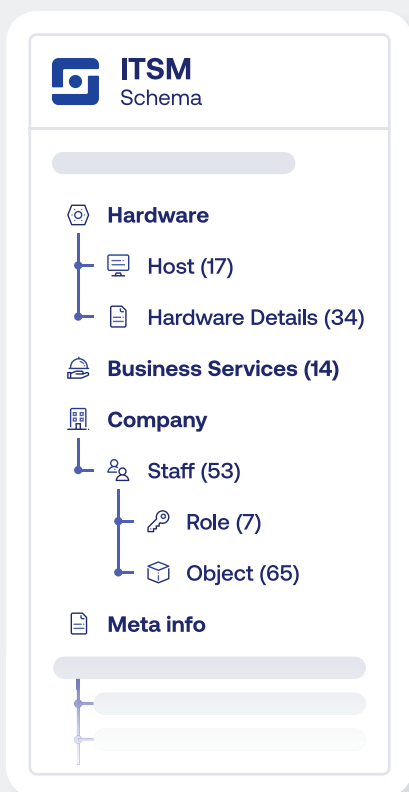 ITSM
Schema
Hardware
Host (17)
Hardware Details (34)
Business Services (14)
Company
Staff (53)
Role (7)
Object (65)
Meta info